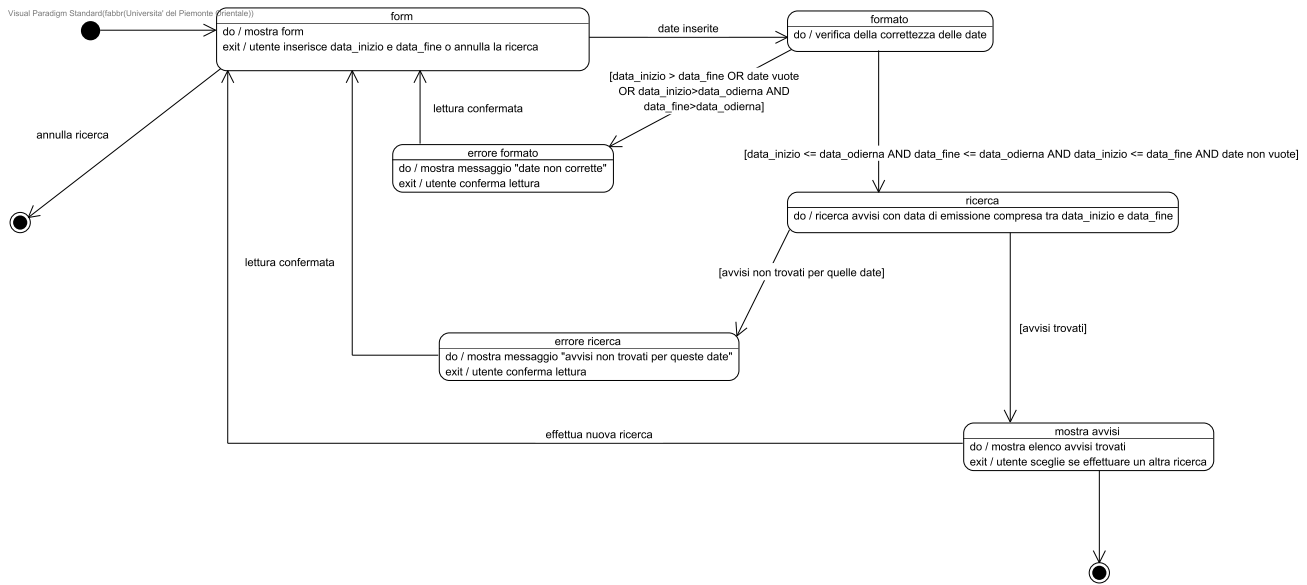 Visual Paradigm Standard(fabbr(Universita' del Piemonte Orientale))
form
do / mostra form
exit / utente inserisce data_inizio e data_fine o annulla la ricerca
date inserite
formato
do / verifica della correttezza delle date
[data_inizio > data_fine OR date vuote
OR data_inizio>data_odierna AND
data_fine>data_odierna]
lettura confermata
annulla ricerca
errore formato
do / mostra messaggio "date non corrette"
exit / utente conferma lettura
[data_inizio <= data_odierna AND data_fine <= data_odierna AND data_inizio <= data_fine AND date non vuote]
ricerca
do / ricerca avvisi con data di emissione compresa tra data_inizio e data_fine
lettura confermata
[avvisi non trovati per quelle date]
[avvisi trovati]
errore ricerca
do / mostra messaggio "avvisi non trovati per queste date"
exit / utente conferma lettura
effettua nuova ricerca
mostra avvisi
do / mostra elenco avvisi trovati
exit / utente sceglie se effettuare un altra ricerca